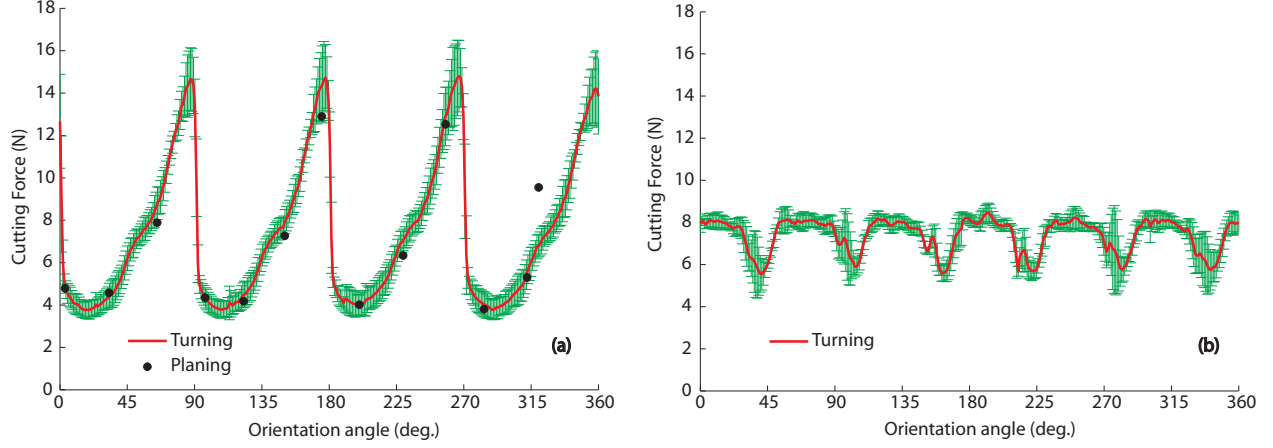 18
16
14
12
10
8
6
4
2
0
Cutting Force (N)
Turning
Planing
(a)
0 45 90 135 180 225 270 315 360
Orientation angle (deg.)
18
16
14
12
10
8
6
4
2
0
Cutting Force (N)
Turning
(b)
0 45 90 135 180 225 270 315 360
Orientation angle (deg.)